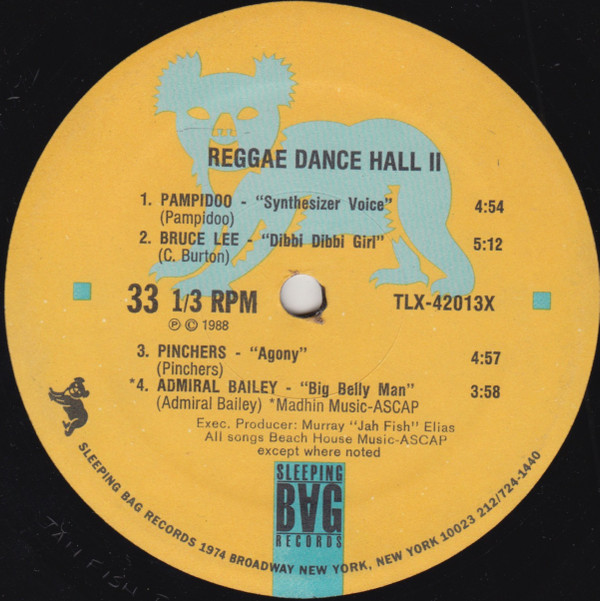 REGGAE DANCE HALL II
1. PAMPIDOO - "Synthesizer Voice" 4:54
(Pampidoo)
2. BRUCE LEE - "Dibbi Dibbi Girl" 5:12
(C. Burton)
33 1/3 RPM TLX-42013X
℗ © 1988
3. PINCHERS - "Agony" 4:57
(Pinchers)
*4. ADMIRAL BAILEY - "Big Belly Man" 3:58
(Admiral Bailey) *Madhin Music-ASCAP
Exec. Producer: Murray "Jah Fish" Elias
All songs Beach House Music-ASCAP
except where noted
SLEEPING
BAG
RECORDS
SLEEPING BAG RECORDS 1974 BROADWAY NEW YORK, NEW YORK 10023 212/724-1440